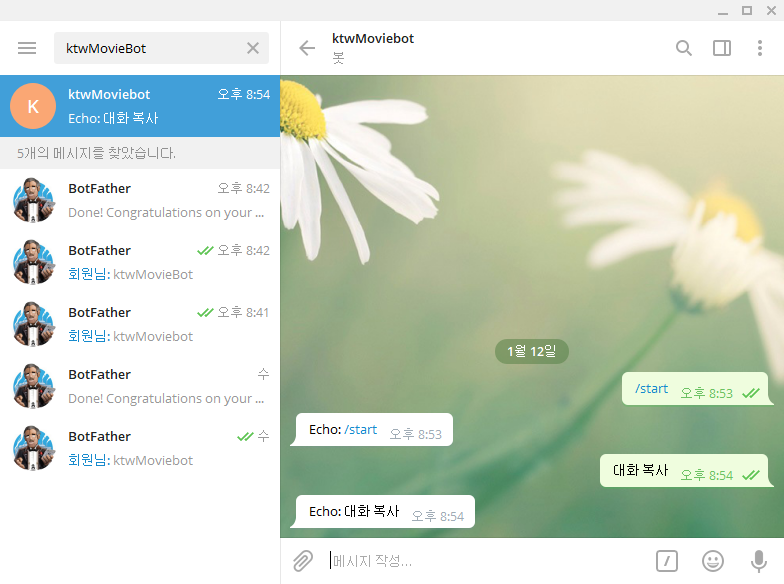 ktwMovieBot
ktwMoviebot
봇
K
ktwMoviebot 오후 8:54
Echo: 대화 복사
5개의 메시지를 찾았습니다.
BotFather 오후 8:42
Done! Congratulations on your ...
BotFather 오후 8:42
회원님: ktwMovieBot
BotFather 오후 8:41
회원님: ktwMoviebot
BotFather 수
Done! Congratulations on your ...
BotFather 수
회원님: ktwMoviebot
1월 12일
/start 오후 8:53
Echo: /start 오후 8:53
대화 복사 오후 8:54
Echo: 대화 복사 오후 8:54
메시지 작성...